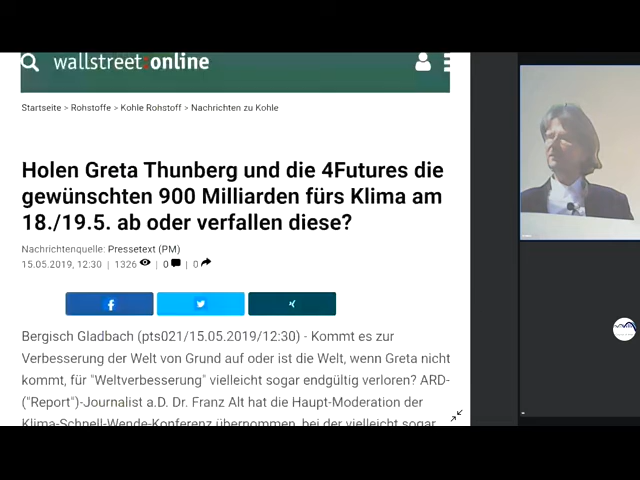 wallstreet:online
Startseite > Rohstoffe > Kohle Rohstoff > Nachrichten zu Kohle
Holen Greta Thunberg und die 4Futures die
gewünschten 900 Milliarden fürs Klima am
18./19.5. ab oder verfallen diese?
Nachrichtenquelle: Pressetext (PM)
15.05.2019, 12:30 | 1326 | 0 | 0
Bergisch Gladbach (pts021/15.05.2019/12:30) - Kommt es zur
Verbesserung der Welt von Grund auf oder ist die Welt, wenn Greta nicht
kommt, für "Weltverbesserung" vielleicht sogar endgültig verloren? ARD-
("Report")-Journalist a.D. Dr. Franz Alt hat die Haupt-Moderation der
Klima-Schnell-Wende-Konferenz übernommen, bei der vielleicht sogar